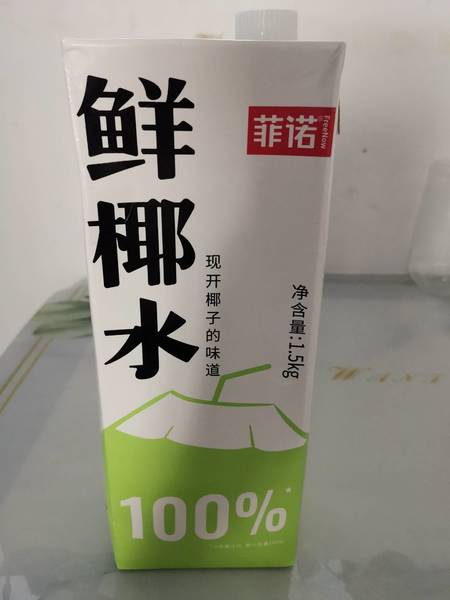 鲜椰水
菲诺
FreeNow
现开椰子的味道
净含量:1.5kg
100%*